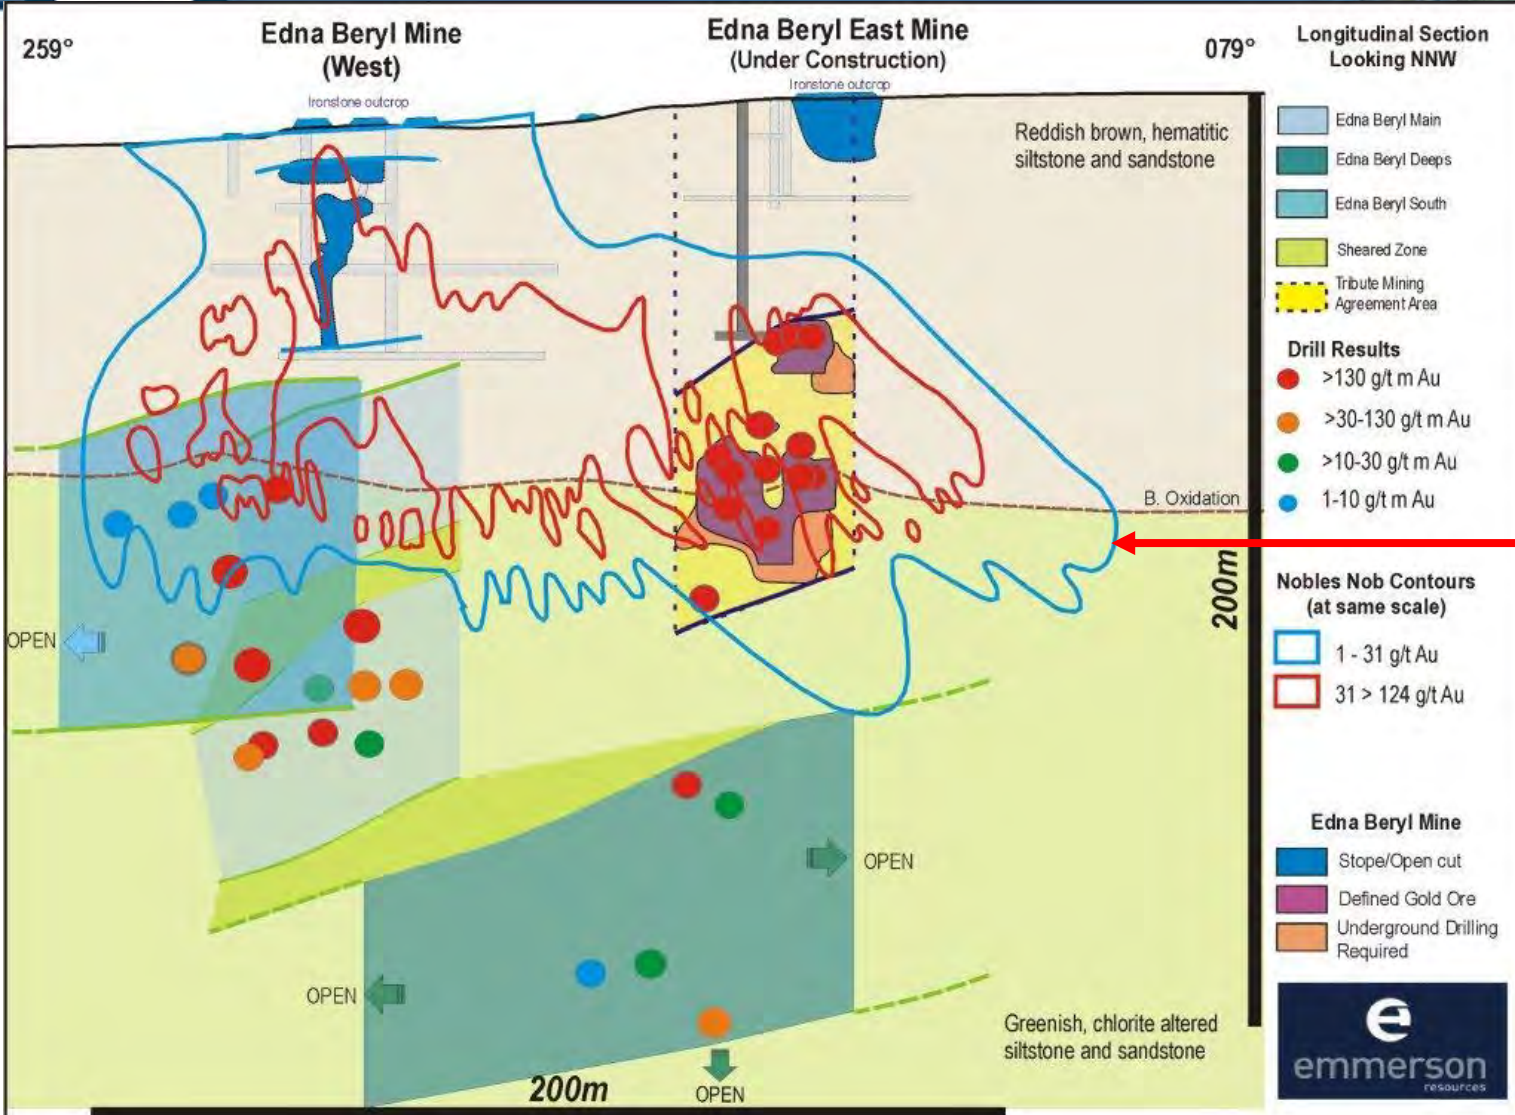 259°
Edna Beryl Mine
(West)
Edna Beryl East Mine
(Under Construction)
079°
Longitudinal Section
Looking NNW
Ironstone outcrop
Ironstone outcrop
Reddish brown, hematitic
siltstone and sandstone
Edna Beryl Main
Edna Beryl Deeps
Edna Beryl South
Sheared Zone
Tribute Mining
Agreement Area
Drill Results
>130 g/t m Au
>30-130 g/t m Au
>10-30 g/t m Au
1-10 g/t m Au
B. Oxidation
200m
Nobles Nob Contours
(at same scale)
1 - 31 g/t Au
31 > 124 g/t Au
OPEN
Edna Beryl Mine
Stope/Open cut
Defined Gold Ore
Underground Drilling
Required
OPEN
OPEN
Greenish, chlorite altered
siltstone and sandstone
200m
OPEN
e
emmerson
resources